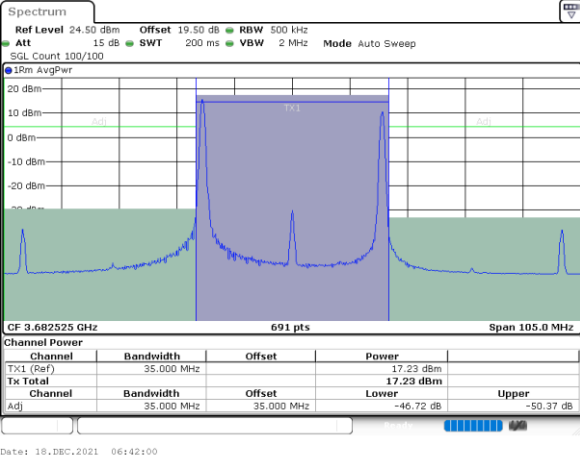 Spectrum
Ref Level 24.50 dBm Offset 19.50 dB RBW 500 kHz
Att 15 dB SWT 200 ms VBW 2 MHz Mode Auto Sweep
SGL Count 100/100
1Rm AvgPwr
20 dBm
TX1
10 dBm
Adj Adj
0 dBm
-10 dBm
-20 dBm
CF 3.682525 GHz 691 pts Span 105.0 MHz
Channel Power
Channel Bandwidth Offset Power
TX1 (Ref) 35.000 MHz 17.23 dBm
Tx Total 17.23 dBm
Channel Bandwidth Offset Lower Upper
Adj 35.000 MHz 35.000 MHz -46.72 dB -50.37 dB
Ready
Date: 18.DEC.2021 06:42:00